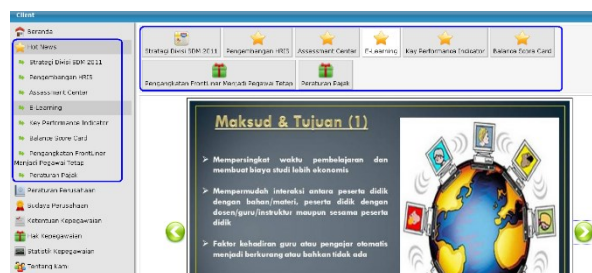 Client
Beranda
Hot News
Strategi Divisi SDM 2011
Pengembangan HRIS
Assessment Center
E-Learning
Key Performance Indicator
Balance Score Card
Pengangkatan FrontLiner
Menjadi Pegawai Tetap
Peraturan Pajak
Peraturan Perusahaan
Budaya Perusahaan
Ketentuan Kepegawaian
Hak Kepegawaian
Statistik Kepegawaian
Tentang Kami
Strategi Divisi SDM 2011 Pengembangan HRIS Assessment Center E-Learning Key Performance Indicator Balance Score Card
Pengangkatan FrontLiner Menjadi Pegawai Tetap Peraturan Pajak
Maksud & Tujuan (1)
Mempersingkat waktu pembelajaran dan
membuat biaya studi lebih ekonomis
Mempermudah interaksi antara peserta didik
dengan bahan/materi, peserta didik dengan
dosen/guru/instruktur maupun sesama peserta
didik
Faktor kehadiran guru atau pengajar otomatis
menjadi berkurang atau bahkan tidak ada